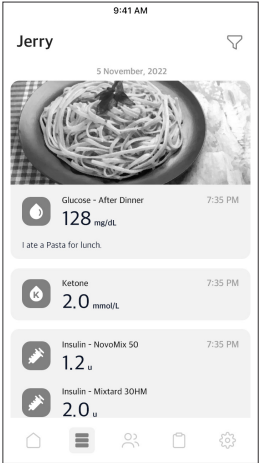 9:41 AM
Jerry
5 November, 2022
Glucose - After Dinner
7:35 PM
128 mg/dL
I ate a Pasta for lunch.
Ketone
7:35 PM
K
2.0 mmol/L
Insulin - NovoMix 50
7:35 PM
1.2 u
Insulin - Mixtard 30HM
2.0 u